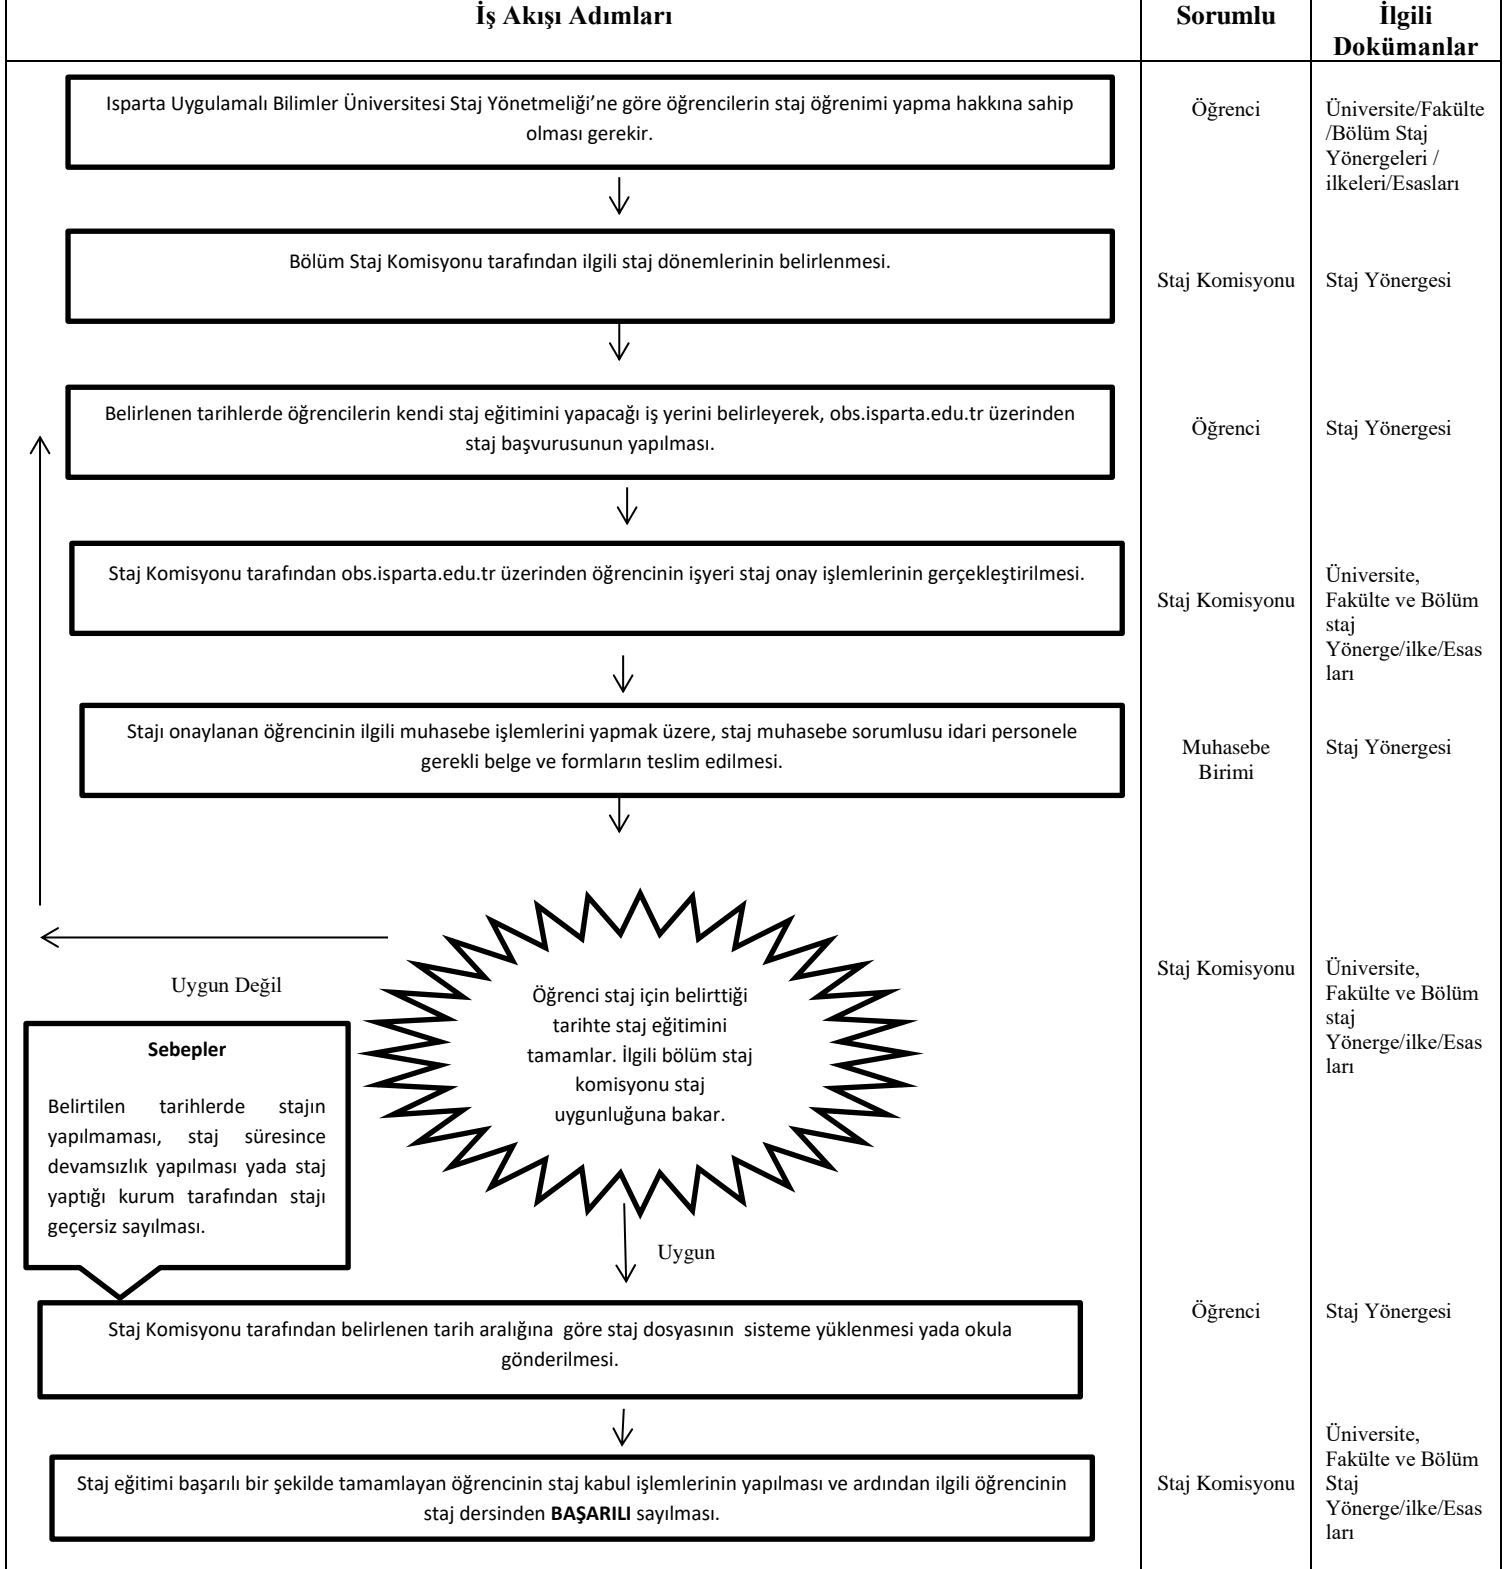 İş Akışı Adımları
Sorumlu
İlgili
Dokümanlar
Isparta Uygulamalı Bilimler Üniversitesi Staj Yönetmeliği’ne göre öğrencilerin staj öğrenimi yapma hakkına sahip
olması gerekir.
Öğrenci
Üniversite/Fakülte
/Bölüm Staj
Yönergeleri /
ilkeleri/Esasları
Bölüm Staj Komisyonu tarafından ilgili staj dönemlerinin belirlenmesi.
Staj Komisyonu
Staj Yönergesi
Belirlenen tarihlerde öğrencilerin kendi staj eğitimini yapacağı iş yerini belirleyerek, obs.isparta.edu.tr üzerinden
staj başvurusunun yapılması.
Öğrenci
Staj Yönergesi
Staj Komisyonu tarafından obs.isparta.edu.tr üzerinden öğrencinin işyeri staj onay işlemlerinin gerçekleştirilmesi.
Staj Komisyonu
Üniversite,
Fakülte ve Bölüm
staj
Yönerge/ilke/Esas
ları
Stajı onaylanan öğrencinin ilgili muhasebe işlemlerini yapmak üzere, staj muhasebe sorumlusu idari personele
gerekli belge ve formların teslim edilmesi.
Muhasebe
Birimi
Staj Yönergesi
Öğrenci staj için belirttiği
tarihte staj eğitimini
tamamlar. İlgili bölüm staj
komisyonu staj
uygunluğuna bakar.
Staj Komisyonu
Üniversite,
Fakülte ve Bölüm
staj
Yönerge/ilke/Esas
ları
Uygun Değil
Sebepler
Belirtilen tarihlerde stajın
yapılmaması, staj süresince
devamsızlık yapılması yada staj
yaptığı kurum tarafından stajı
geçersiz sayılması.
Uygun
Staj Komisyonu tarafından belirlenen tarih aralığına göre staj dosyasının sisteme yüklenmesi yada okula
gönderilmesi.
Öğrenci
Staj Yönergesi
Staj eğitimi başarılı bir şekilde tamamlayan öğrencinin staj kabul işlemlerinin yapılması ve ardından ilgili öğrencinin
staj dersinden BAŞARILI sayılması.
Staj Komisyonu
Üniversite,
Fakülte ve Bölüm
Staj
Yönerge/ilke/Esas
ları